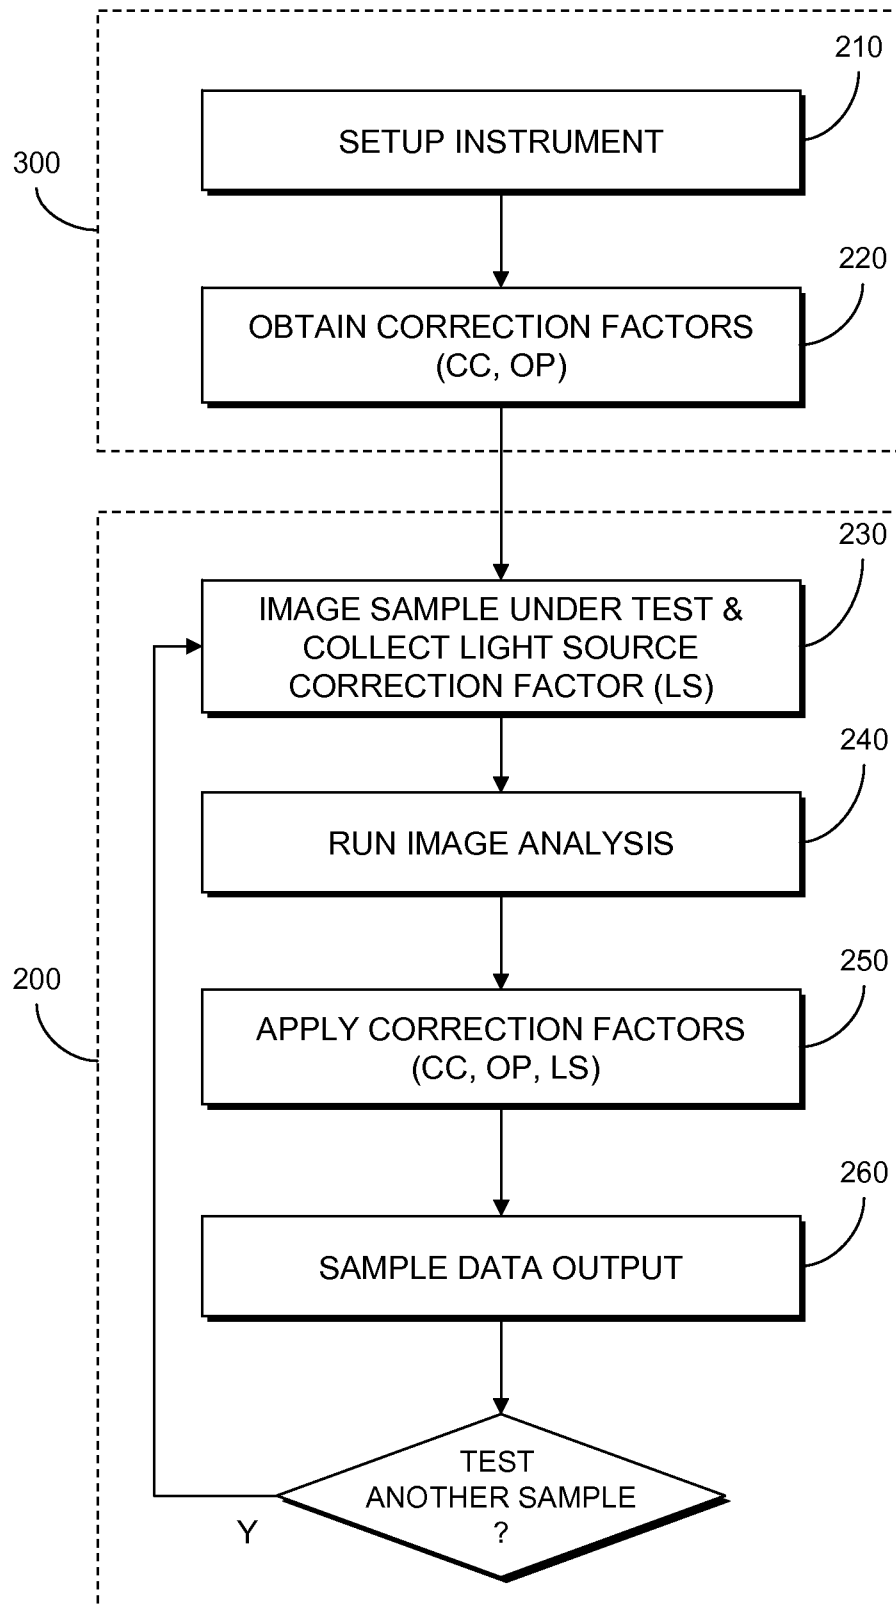 210
SETUP INSTRUMENT
300
220
OBTAIN CORRECTION FACTORS
(CC, OP)
230
IMAGE SAMPLE UNDER TEST &
COLLECT LIGHT SOURCE
CORRECTION FACTOR (LS)
240
RUN IMAGE ANALYSIS
200
250
APPLY CORRECTION FACTORS
(CC, OP, LS)
260
SAMPLE DATA OUTPUT
TEST
ANOTHER SAMPLE
?
Y